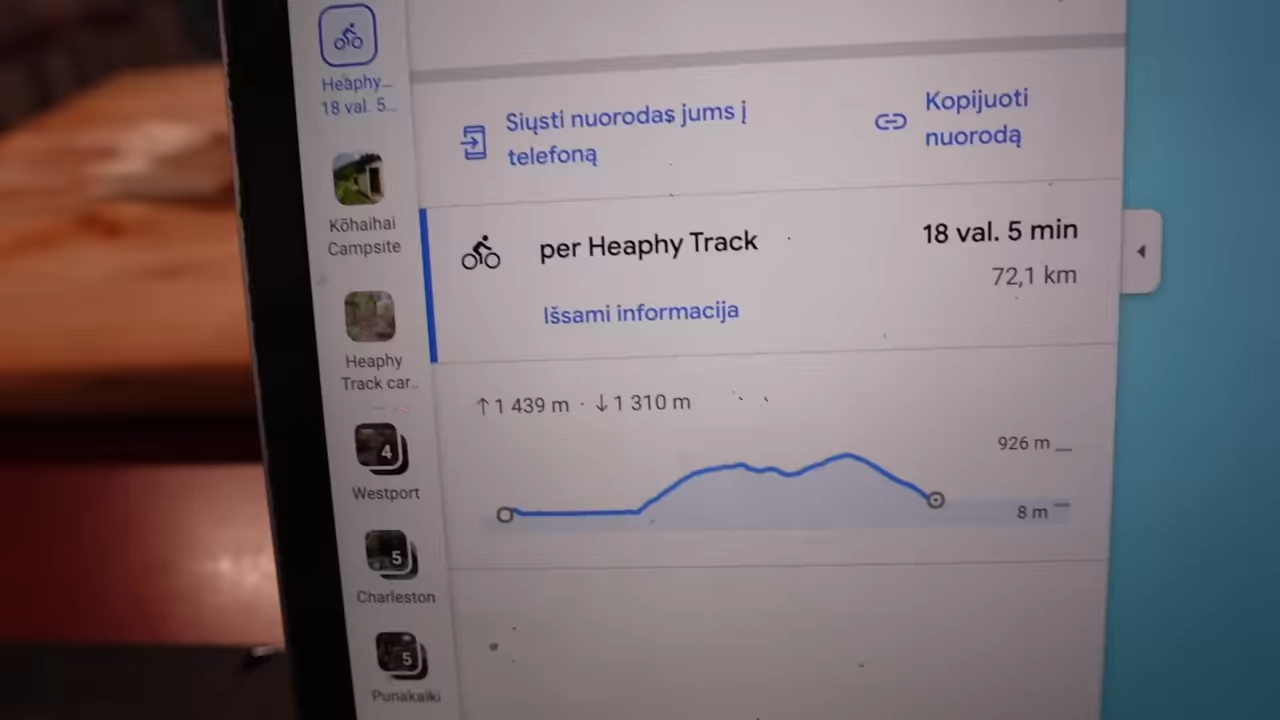 Heaphy...
18 val. 5...
Kōhaihai
Campsite
Heaphy
Track car..
4
Westport
5
Charleston
5
Punakaiki
Siųsti nuorodas jums į
telefoną
Kopijuoti
nuorodą
per Heaphy Track
18 val. 5 min
72,1 km
Išsami informacija
↑ 1 439 m · ↓ 1 310 m
926 m
8 m